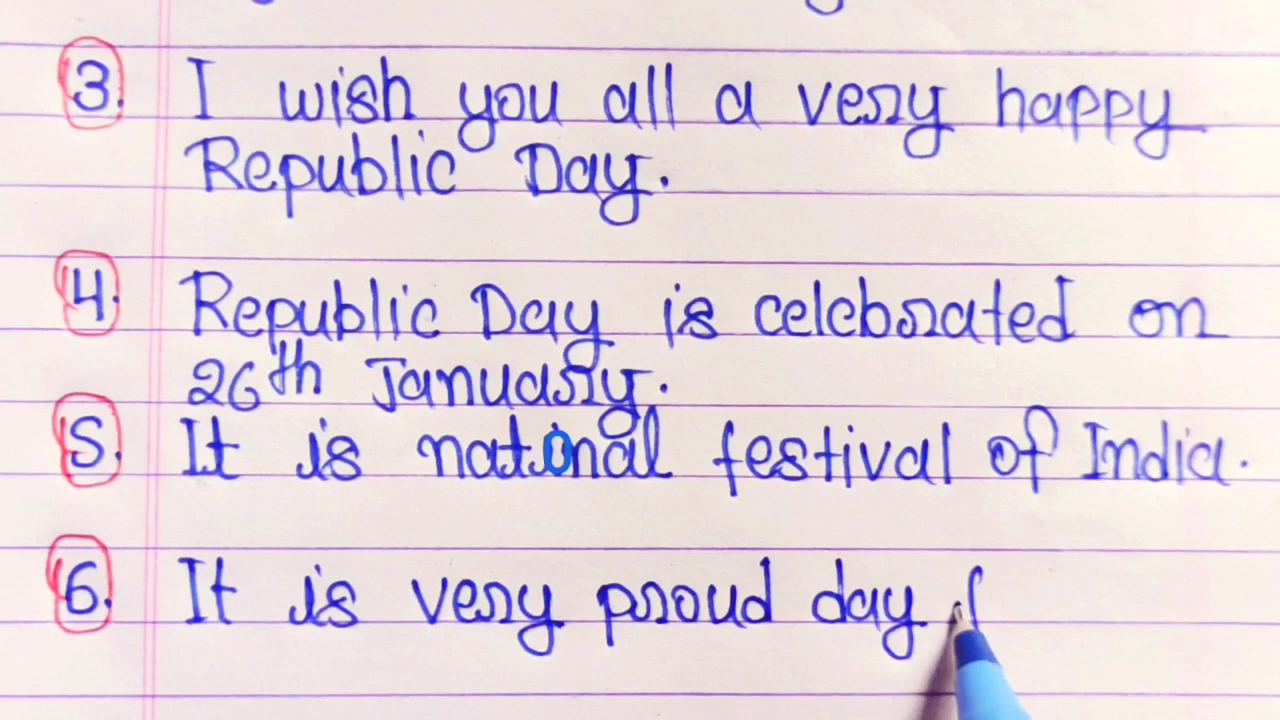 3. I wish you all a very happy
Republic Day.
4. Republic Day is celebrated on
26th January.
5. It is national festival of India.
6. It is very proud day